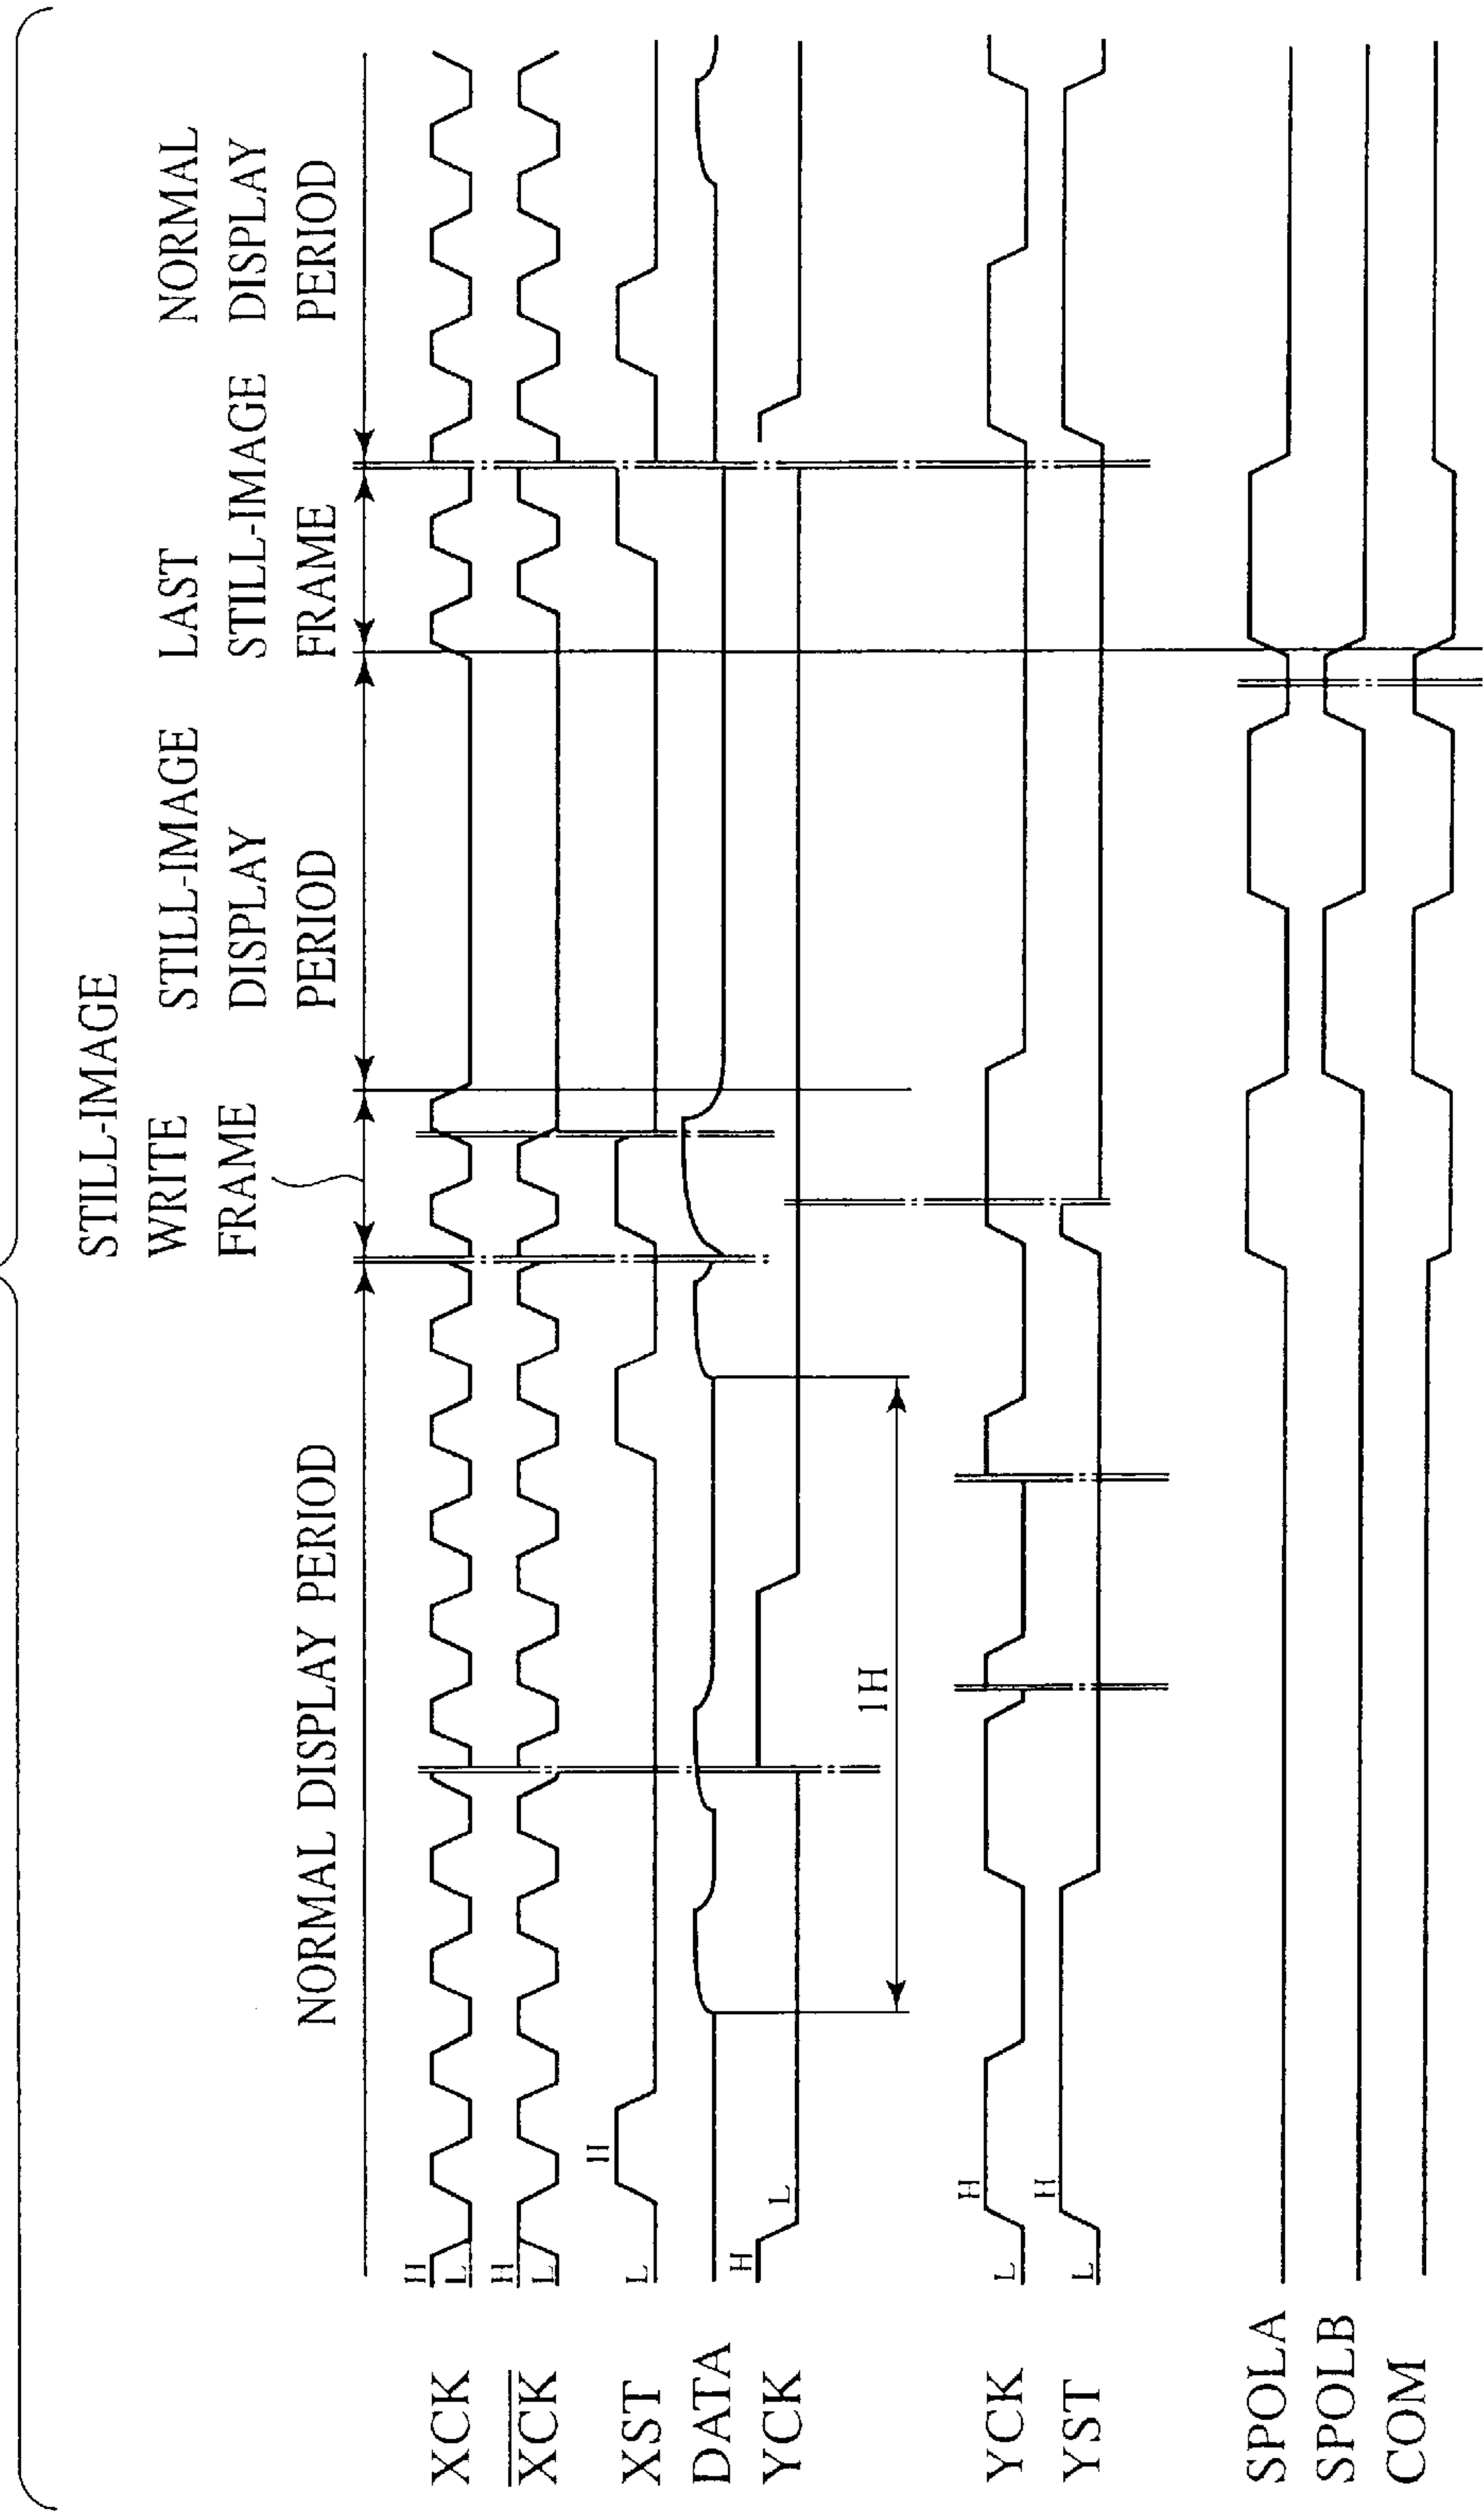 NORMAL DISPLAY PERIOD
STILL-IMAGE
WRITE
FRAME
STILL-IMAGE
DISPLAY
PERIOD
LAST
STILL-IMAGE
FRAME
NORMAL
DISPLAY
PERIOD
XCK
H
L
XCK
H
L
XST
L
H
DATA
YCK
H
L
1H
YCK
L
H
YST
L
H
SPOLA
SPOLB
COM